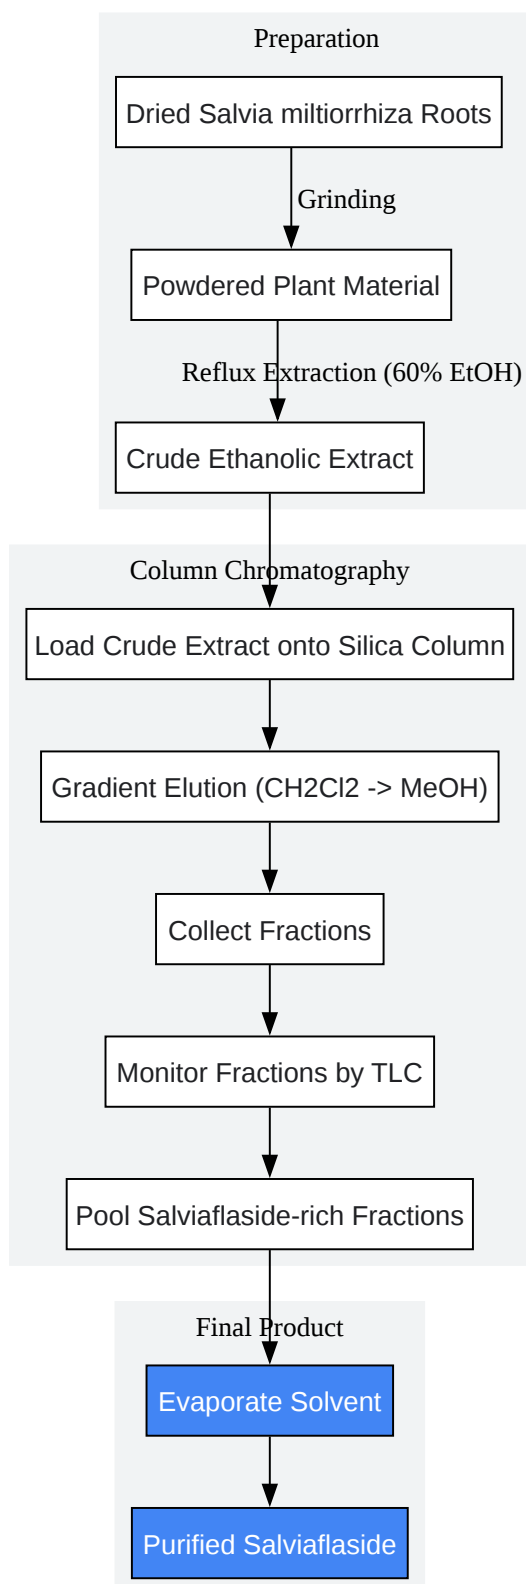 Preparation
Dried Salvia miltiorrhiza Roots
Grinding
Powdered Plant Material
Reflux Extraction (60% EtOH)
Crude Ethanolic Extract
Column Chromatography
Load Crude Extract onto Silica Column
Gradient Elution (CH2Cl2 -> MeOH)
Collect Fractions
Monitor Fractions by TLC
Pool Salviaflaside-rich Fractions
Final Product
Evaporate Solvent
Purified Salviaflaside